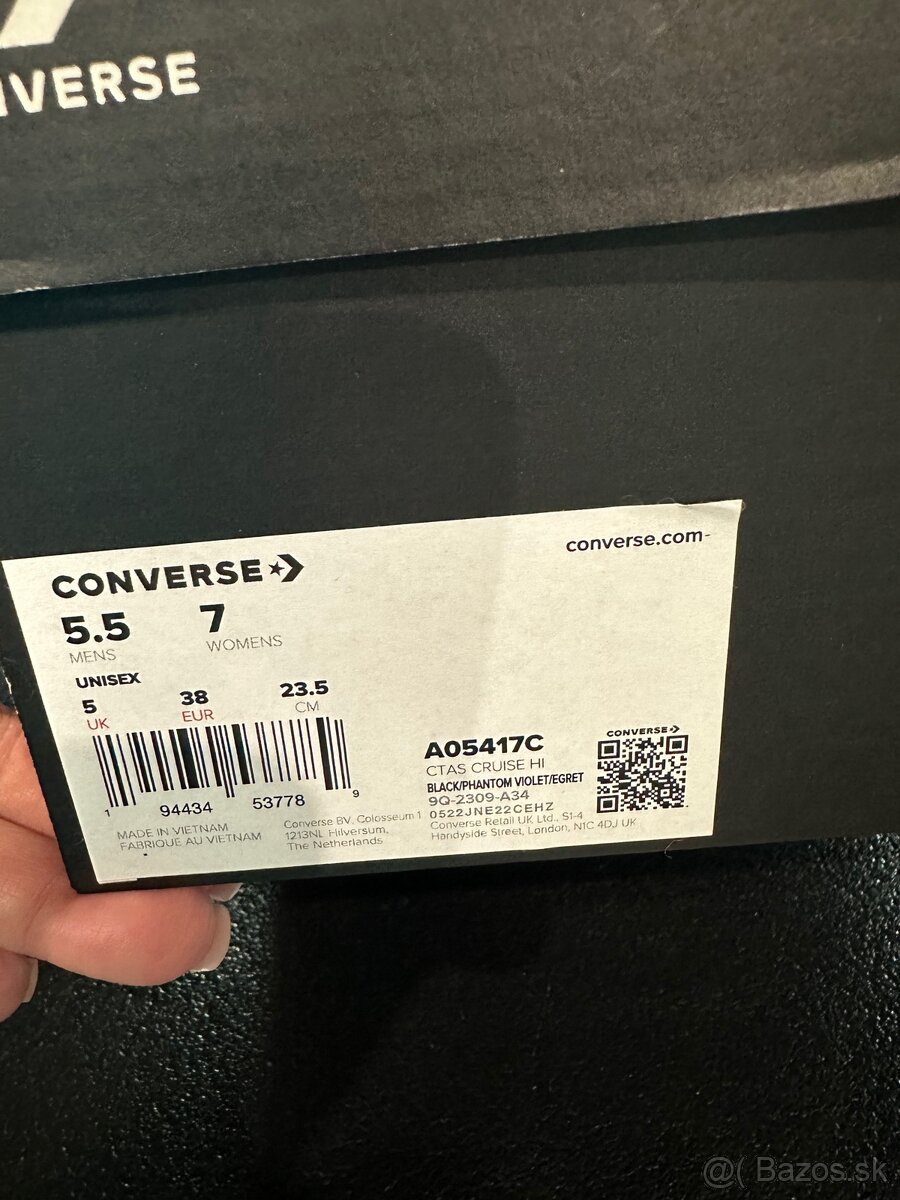 NVERSE
CONVERSE
converse.com
5.5 7
MENS WOMENS
UNISEX
5 38 23.5
UK EUR CM
1 94434 53778 9
MADE IN VIETNAM
FABRIQUE AU VIETNAM
Converse BV. Colosseum 1
1213NL Hilversum,
The Netherlands
CONVERSE
A05417C
CTAS CRUISE HI
BLACK/PHANTOM VIOLET/EGRET
9Q-2309-A34
0522JNE22CEHZ
Converse Retail UK Ltd., S1-4
Handyside Street, London, N1C 4DJ UK
@( Bazos.sk